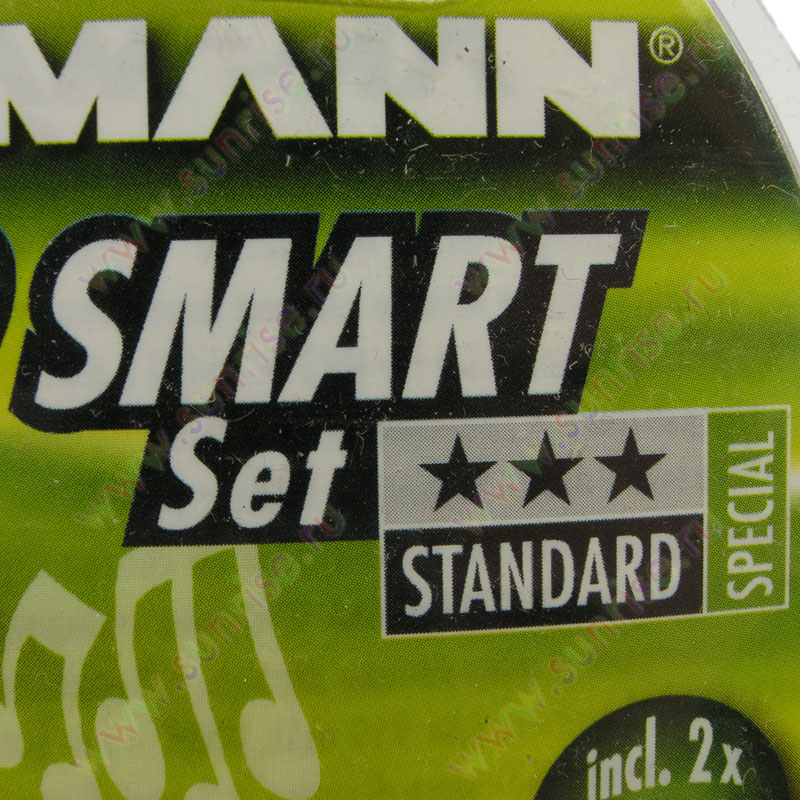 MANN®
SMART
Set
STANDARD
SPECIAL
incl. 2x
www.sunrise.ru